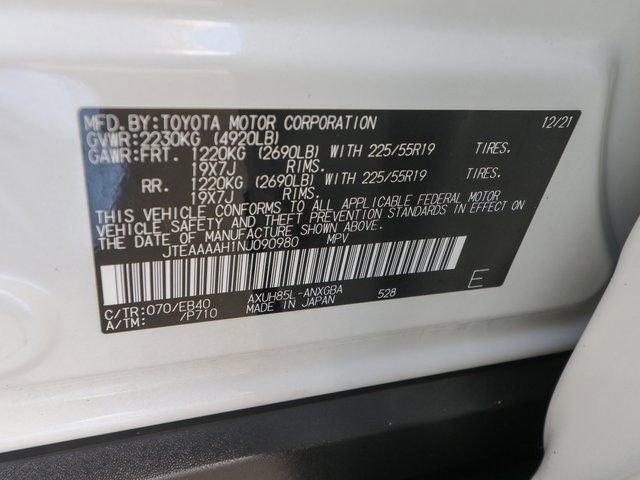 MFD. BY:TOYOTA MOTOR CORPORATION 12/21
GVWR:2230KG (4920LB)
GAWR:FRT. 1220KG (2690LB) WITH 225/55R19 TIRES,
19X7J RIMS.
RR. 1220KG (2690LB) WITH 225/55R19 TIRES,
19X7J RIMS.
THIS VEHICLE CONFORMS TO ALL APPLICABLE FEDERAL MOTOR
VEHICLE SAFETY AND THEFT PREVENTION STANDARDS IN EFFECT ON
THE DATE OF MANUFACTURE SHOWN ABOVE.
JTEAAAAH1NJ090980 MPV
C/TR:070/EB40 AXUH85L-ANXGBA 528 E
A/TM: /P710 MADE IN JAPAN